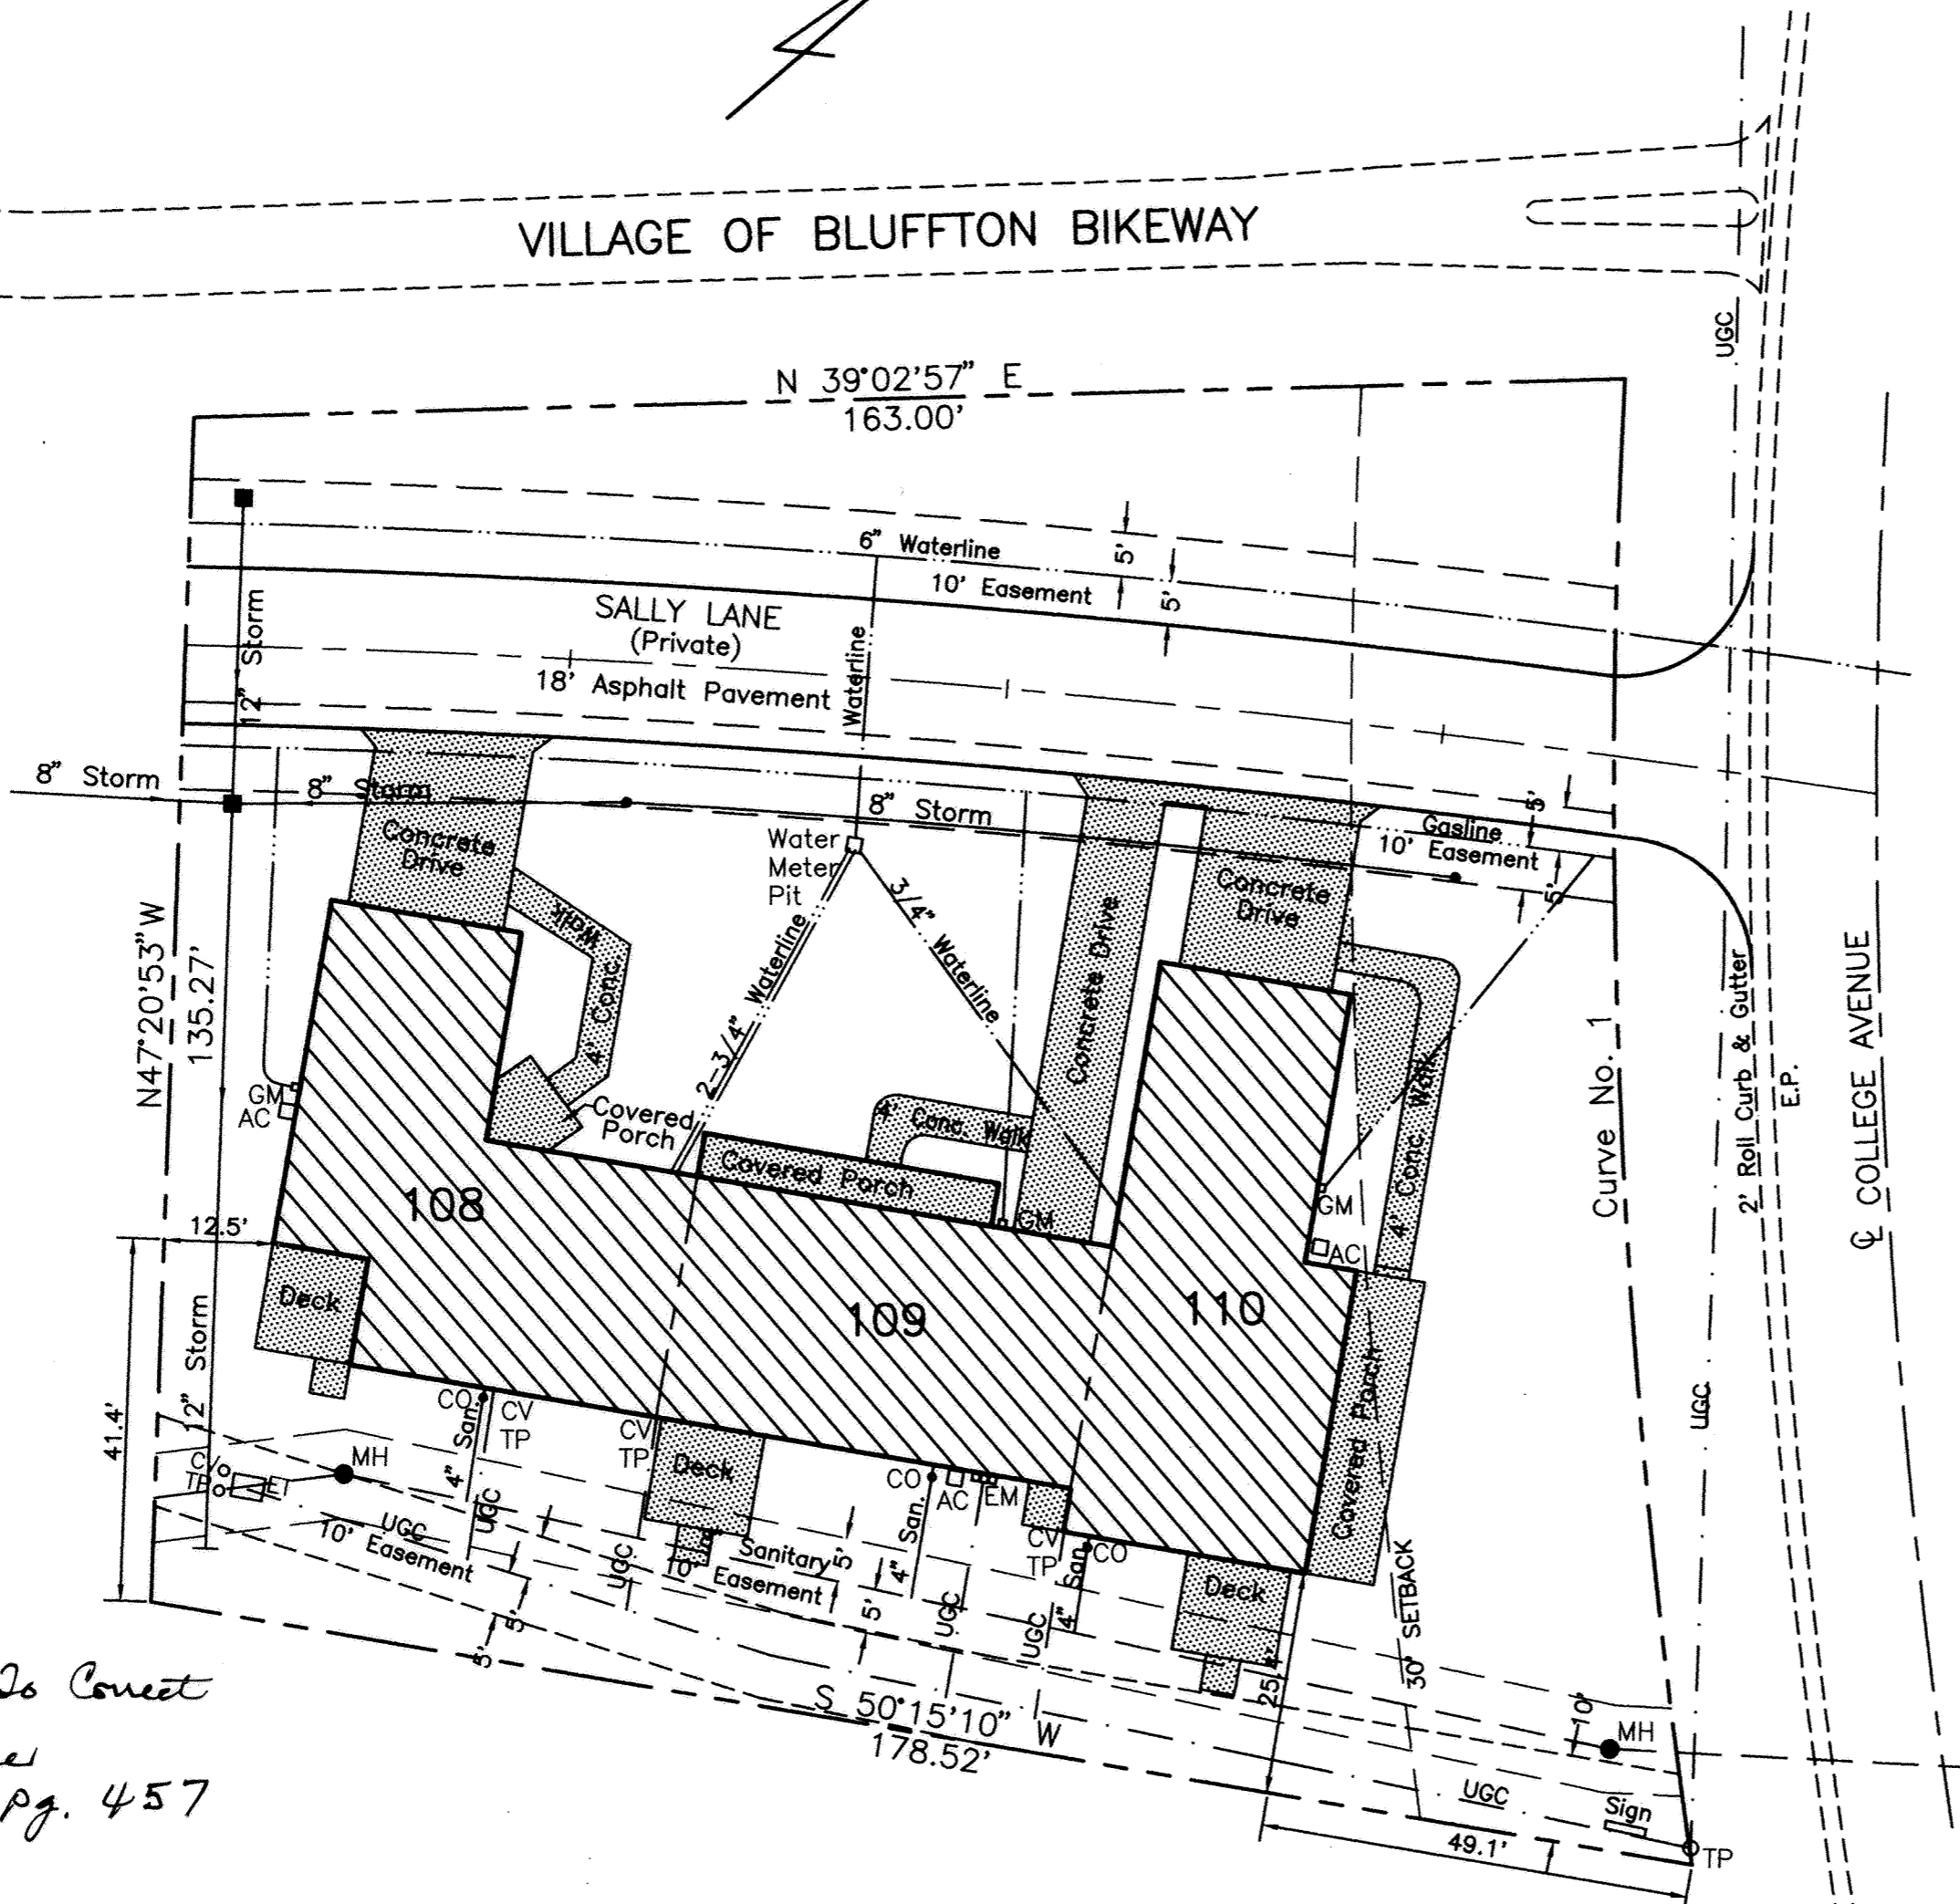 VILLAGE OF BLUFFTON BIKEWAY
UGC
N 39°02'57" E
163.00'
6" Waterline
5'
10' Easement
5'
SALLY LANE
(Private)
18' Asphalt Pavement
Waterline
12" Storm
8" Storm
8" Storm
8" Storm
Concrete
Drive
Water
Meter
Pit
Gasline
10' Easement
5'
5'
Concrete
Drive
Concrete Drive
3/4" Waterline
2-3/4" Waterline
4' Conc. Walk
N47°20'53"W
135.27'
GM
AC
Covered
Porch
4' Conc. Walk
Covered Porch
GM
GM
AC
4' Conc. Walk
Curve No. 1
2' Roll Curb & Gutter
E.P.
℄ COLLEGE AVENUE
108
109
110
12.5'
Deck
12" Storm
41.4'
Covered Porch
CO
CV
TP
4" San.
UGC
CV
TP
Deck
CO
AC
EM
4" San.
UGC
CV
TP
CO
4" San.
UGC
Deck
CV
TP
ET
MH
UGC
10' Easement
UGC
10'
Sanitary
Easement
5'
5'
5'
5'
25.4'
30' SETBACK
UGC
10'
MH
S 50°15'10" W
178.52'
UGC
Sign
TP
49.1'
To Correct
pg. 457